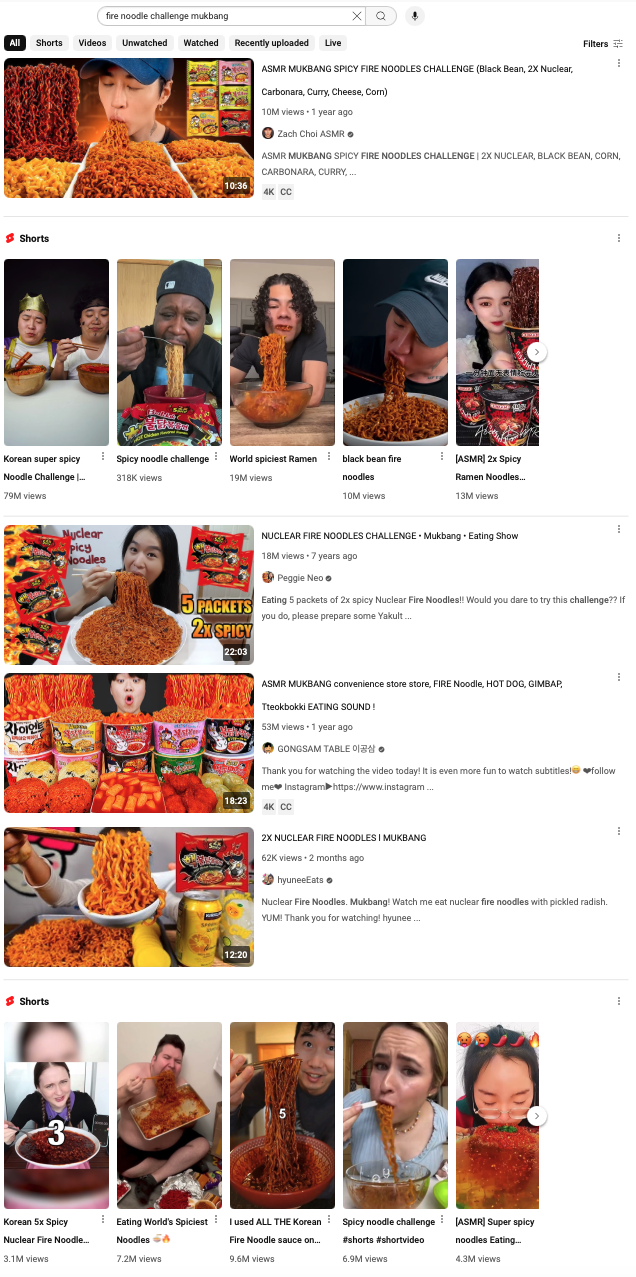 fire noodle challenge mukbang
All
Shorts
Videos
Unwatched
Watched
Recently uploaded
Live
Filters
10:36
ASMR MUKBANG SPICY FIRE NOODLES CHALLENGE (Black Bean, 2X Nuclear,
Carbonara, Curry, Cheese, Corn)
10M views • 1 year ago
Zach Choi ASMR
ASMR MUKBANG SPICY FIRE NOODLES CHALLENGE | 2X NUCLEAR, BLACK BEAN, CORN,
CARBONARA, CURRY, ...
4K CC
Shorts
Korean super spicy
Noodle Challenge |...
79M views
Spicy noodle challenge
318K views
World spiciest Ramen
19M views
black bean fire
noodles
10M views
[ASMR] 2x Spicy
Ramen Noodles...
13M views
Nuclear
Spicy
Noodles
5 PACKETS
2x SPICY
22:03
NUCLEAR FIRE NOODLES CHALLENGE • Mukbang • Eating Show
18M views • 7 years ago
Peggie Neo
Eating 5 packets of 2x spicy Nuclear Fire Noodles!! Would you dare to try this challenge?? If
you do, please prepare some Yakult ...
18:23
ASMR MUKBANG convenience store store, FIRE Noodle, HOT DOG, GIMBAP,
Tteokbokki EATING SOUND !
53M views • 1 year ago
GONGSAM TABLE 이공삼
Thank you for watching the video today! It is even more fun to watch subtitles!😊 ❤follow
me❤ Instagram▶https://www.instagram ...
4K CC
12:20
2X NUCLEAR FIRE NOODLES l MUKBANG
62K views • 2 months ago
hyuneeEats
Nuclear Fire Noodles. Mukbang! Watch me eat nuclear fire noodles with pickled radish.
YUM! Thank you for watching! hyunee ...
Shorts
3
5
Korean 5x Spicy
Nuclear Fire Noodle...
3.1M views
Eating World's Spiciest
Noodles 🍜🔥
7.2M views
I used ALL THE Korean
Fire Noodle sauce on...
9.6M views
Spicy noodle challenge
#shorts #shortvideo
6.9M views
[ASMR] Super spicy
noodles Eating...
4.3M views